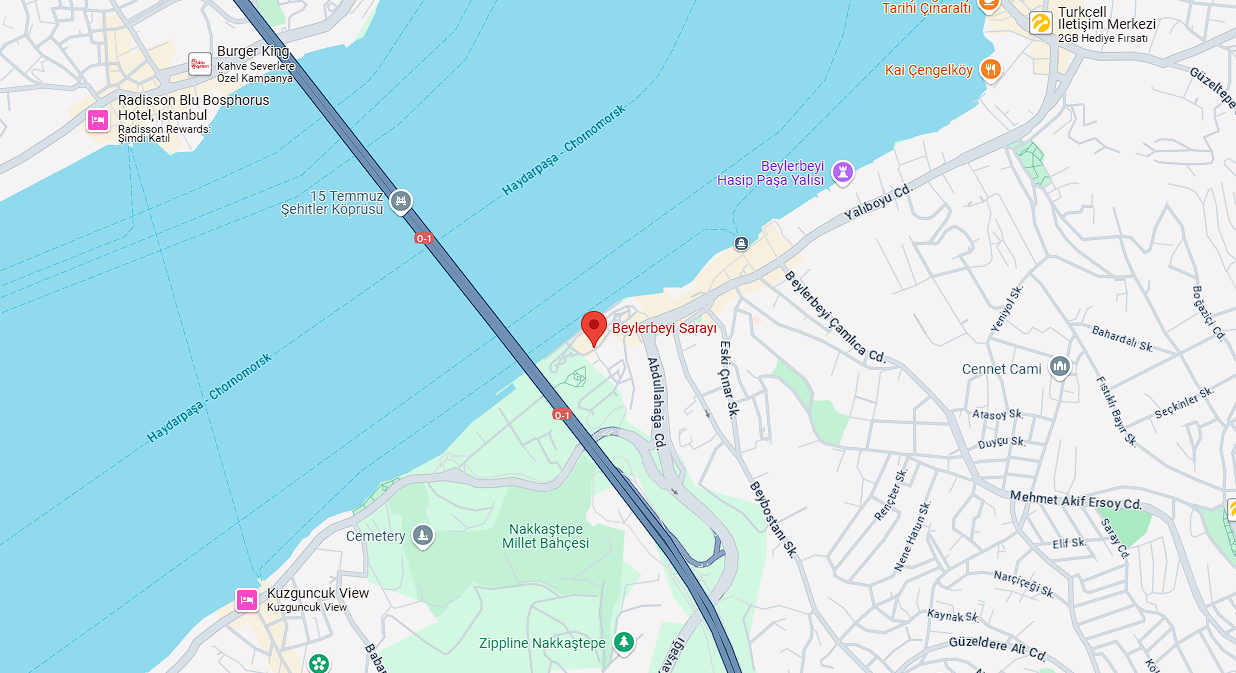 Tarihi Çınaraltı
Turkcell
İletişim Merkezi
2GB Hediye Fırsatı
Burger King
Kahve Severlere
Özel Kampanya
Kai Çengelköy
Güzeltepe
Radisson Blu Bosphorus
Hotel, Istanbul
Radisson Rewards:
Şimdi Katıl
Haydarpaşa - Chornomorsk
Beylerbeyi
Hasip Paşa Yalısı
15 Temmuz
Şehitler Köprüsü
Yalıboyu Cd.
O-1
Beylerbeyi Çamlıca Cd.
Yeniyol Sk.
Boğaziçi Cd.
Beylerbeyi Sarayı
Bahardalı Sk.
Eski Çınar Sk.
Abdullahağa Cd.
Cennet Cami
Haydarpaşa - Chornomorsk
Fıstıklı Bayır Sk.
Seçkinler Sk.
O-1
Atasoy Sk.
Duyçu Sk.
Rençber Sk.
Mehmet Akif Ersoy Cd.
Beybostanı Sk.
Nene Hatun Sk.
Saray Cd.
Cemetery
Nakkaştepe
Millet Bahçesi
Elif Sk.
Narçiçeği Sk.
Kuzguncuk View
Kuzguncuk View
Kaynak Sk.
Zippline Nakkaştepe
Güzeldere Alt Cd.